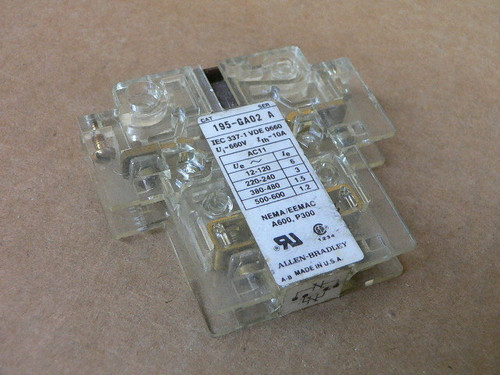 CAT SER
195-GA02 A
IEC 337-1 VDE 0660
Ui-660V Ith-10A
AC11
Ue ~ Ie
12-120 6
220-240 3
380-480 1.5
500-600 1.2
NEMA/EEMAC
A600, P300
1234
ALLEN-BRADLEY
A-B MADE IN U.S.A.